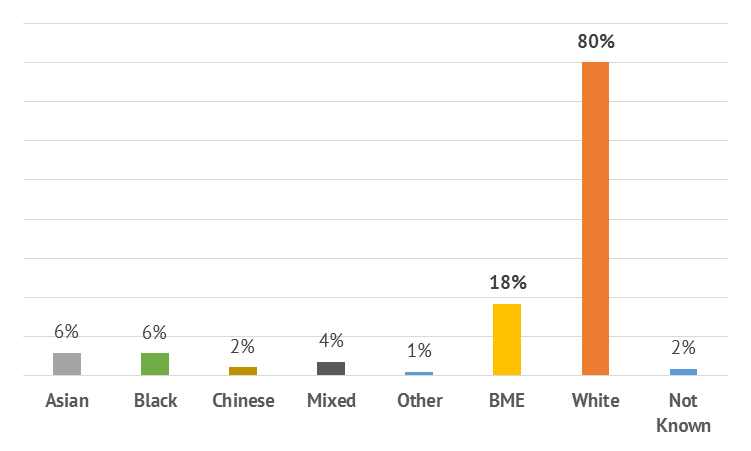 80%
18%
6%
6%
2%
4%
1%
2%
Asian
Black
Chinese
Mixed
Other
BME
White
Not
Known